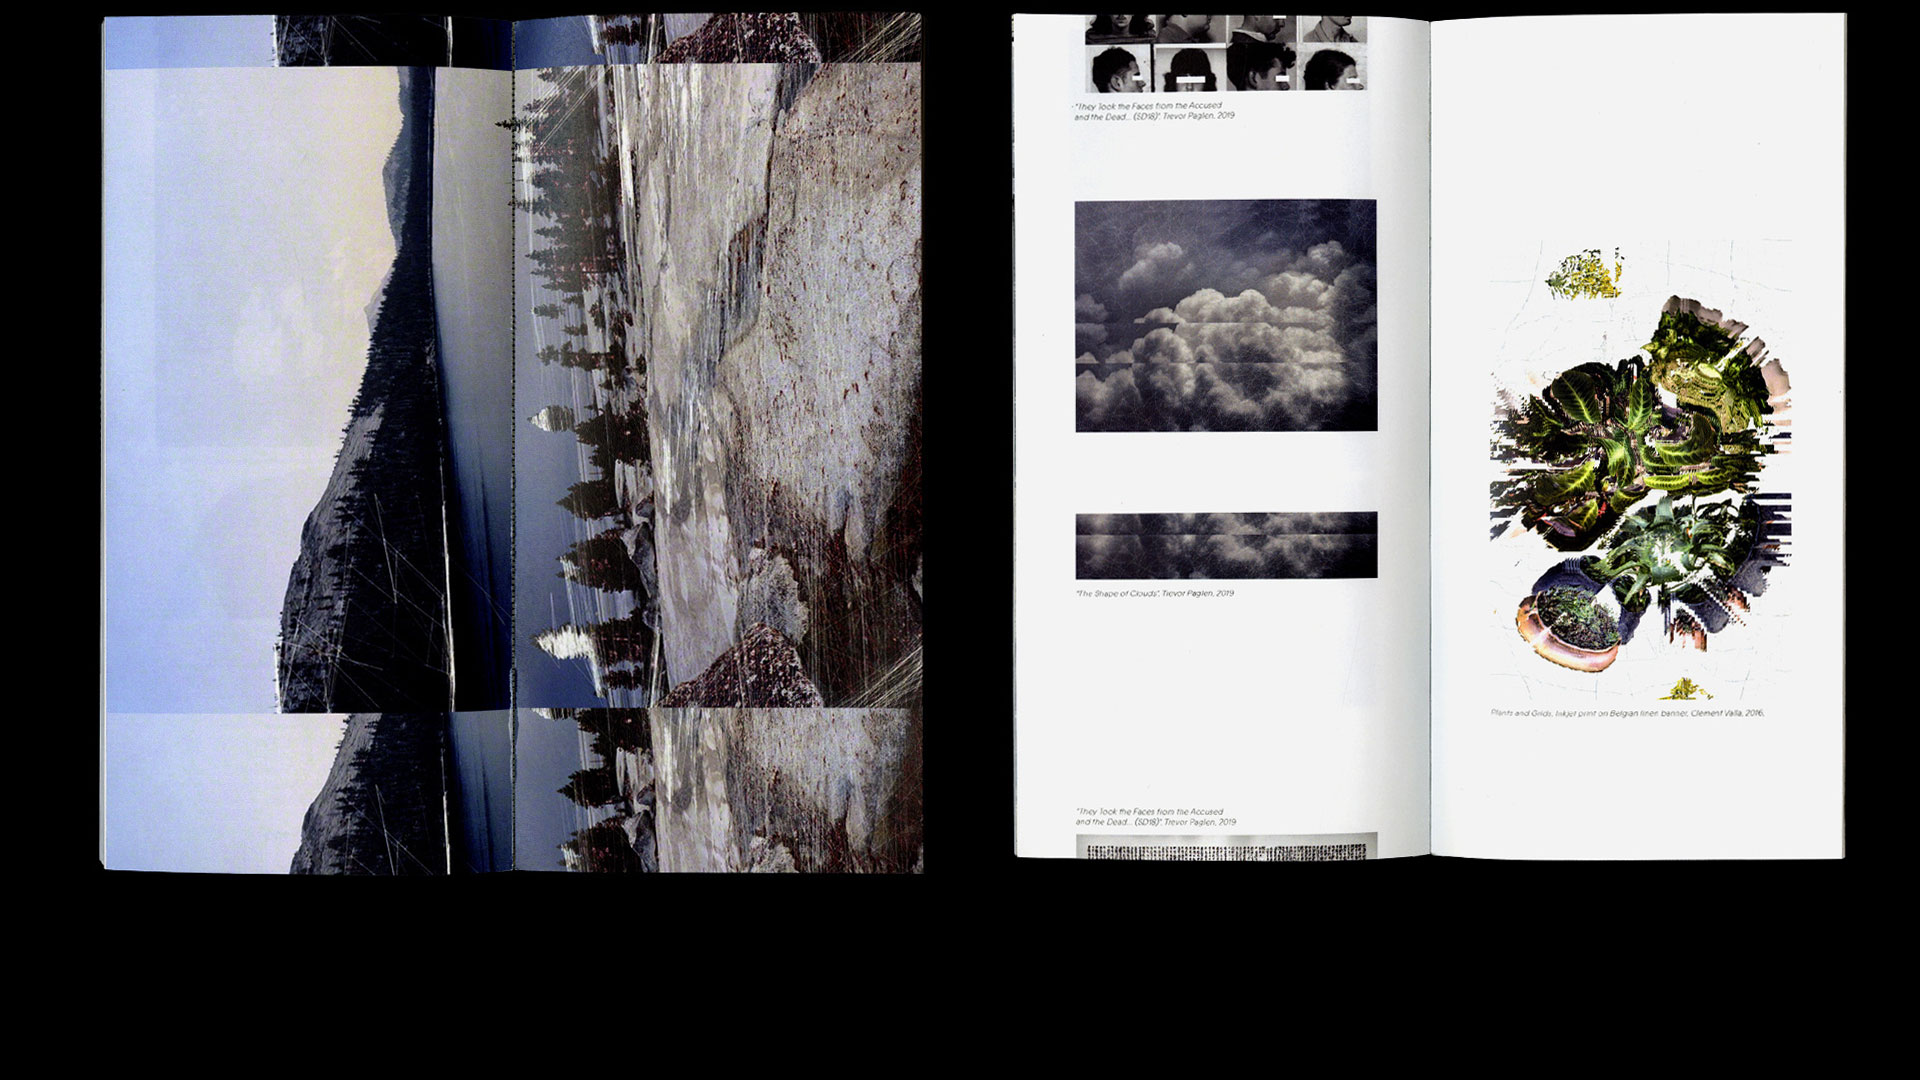 "They Took the Faces from the Accused
and the Dead... (SD18)". Trevor Paglen, 2019
"The Shape of Clouds". Trevor Paglen, 2019
"They Took the Faces from the Accused
and the Dead... (SD18)". Trevor Paglen, 2019
Plants and Grids, Inkjet print on Belgian linen banner, Clement Valla, 2016.